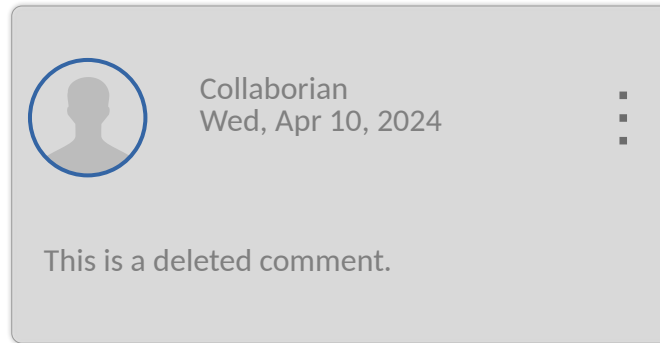 Collaborian
Wed, Apr 10, 2024
This is a deleted comment.